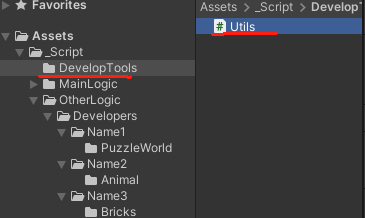 Favorites
Assets
_Script
DevelopTools
MainLogic
OtherLogic
Developers
Name1
PuzzleWorld
Name2
Animal
Name3
Bricks
Assets > _Script > Develop
Utils